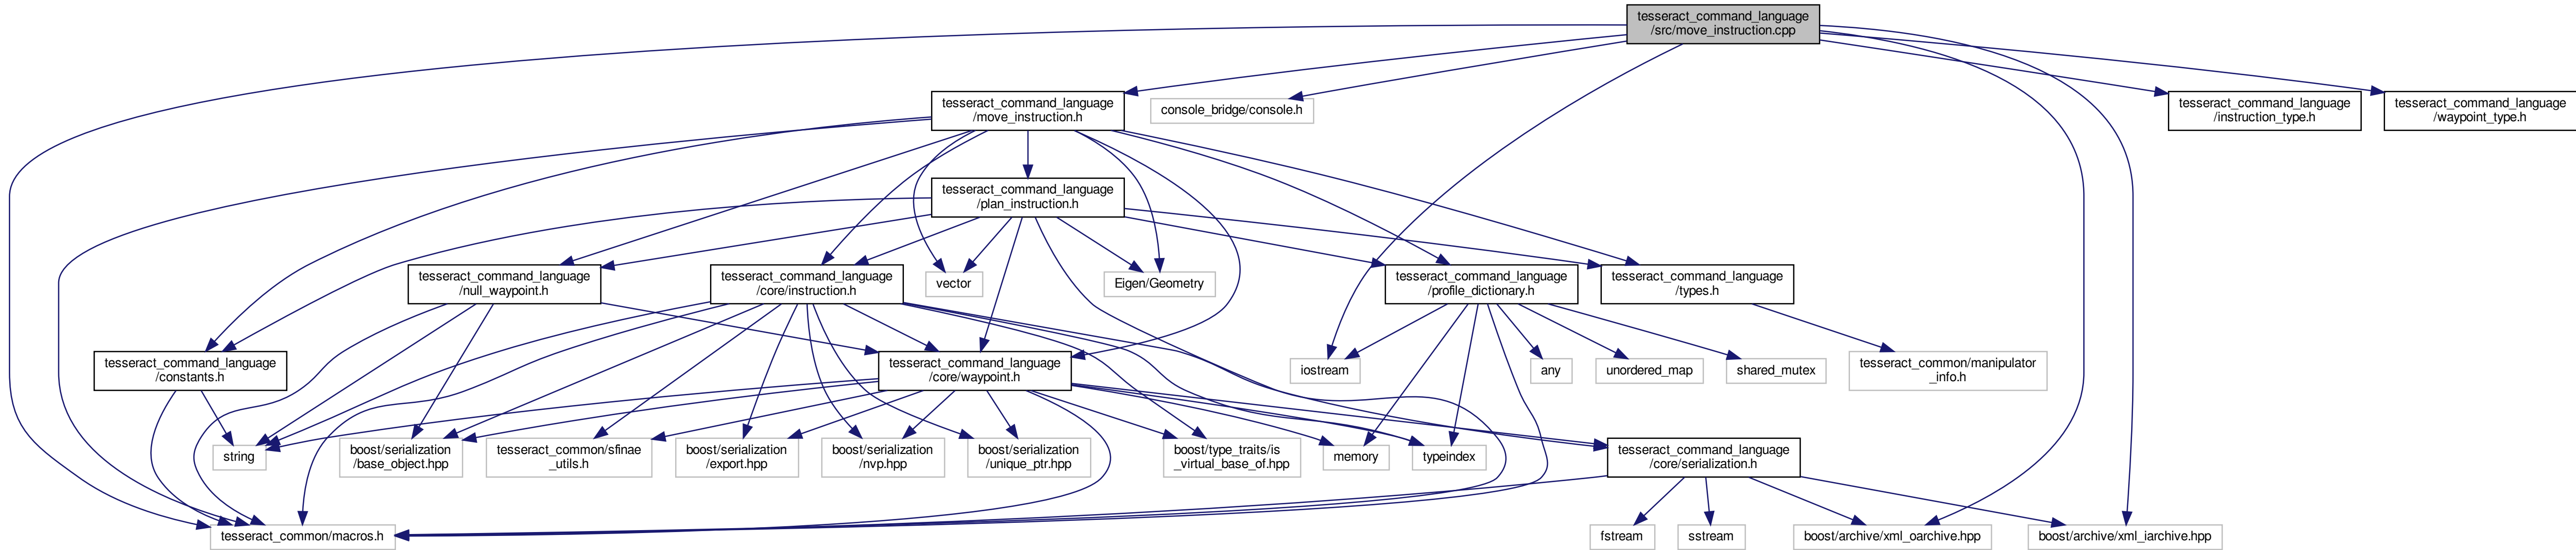 tesseract_command_language
/src/move_instruction.cpp
tesseract_command_language
/move_instruction.h
console_bridge/console.h
tesseract_command_language
/instruction_type.h
tesseract_command_language
/waypoint_type.h
tesseract_command_language
/plan_instruction.h
tesseract_command_language
/null_waypoint.h
tesseract_command_language
/core/instruction.h
vector
Eigen/Geometry
tesseract_command_language
/profile_dictionary.h
tesseract_command_language
/types.h
tesseract_command_language
/constants.h
tesseract_command_language
/core/waypoint.h
iostream
any
unordered_map
shared_mutex
tesseract_common/manipulator
_info.h
string
boost/serialization
/base_object.hpp
tesseract_common/sfinae
_utils.h
boost/serialization
/export.hpp
boost/serialization
/nvp.hpp
boost/serialization
/unique_ptr.hpp
boost/type_traits/is
_virtual_base_of.hpp
memory
typeindex
tesseract_command_language
/core/serialization.h
tesseract_common/macros.h
fstream
sstream
boost/archive/xml_oarchive.hpp
boost/archive/xml_iarchive.hpp